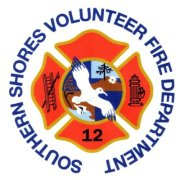 SOUTHERN SHORES VOLUNTEER FIRE DEPARTMENT
12